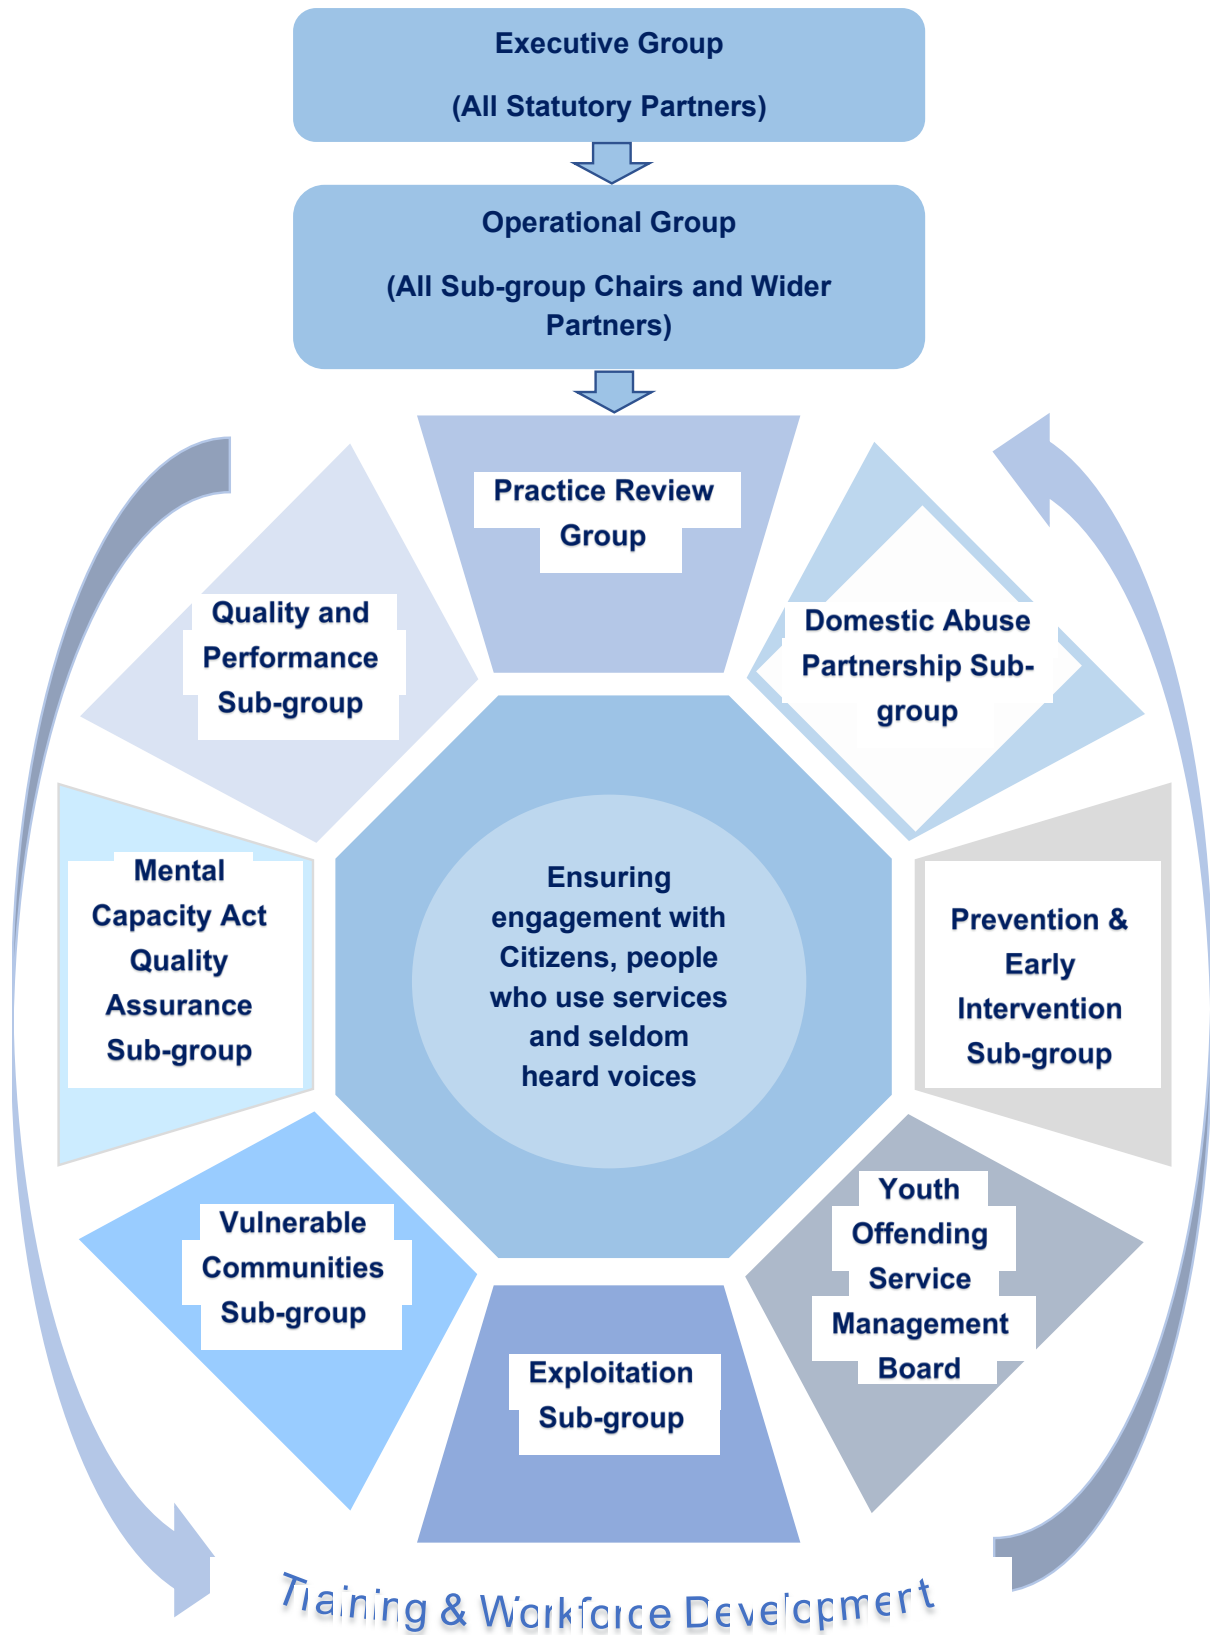 Executive Group
(All Statutory Partners)
Operational Group
(All Sub-group Chairs and Wider
Partners)
Practice Review
Group
Quality and
Performance
Sub-group
Domestic Abuse
Partnership Sub-
group
Mental
Capacity Act
Quality
Assurance
Sub-group
Ensuring
engagement with
Citizens, people
who use services
and seldom
heard voices
Prevention &
Early
Intervention
Sub-group
Vulnerable
Communities
Sub-group
Youth
Offending
Service
Management
Board
Exploitation
Sub-group
Training & Workforce Development